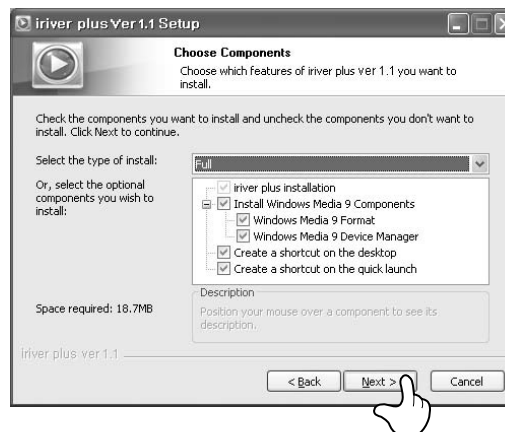 iriver plus Ver 1.1 Setup
Choose Components
Choose which features of iriver plus ver 1.1 you want to
install.
Check the components you want to install and uncheck the components you don't want to
install. Click Next to continue.
Select the type of install:
Full
Or, select the optional
components you wish to
install:
iriver plus installation
Install Windows Media 9 Components
Windows Media 9 Format
Windows Media 9 Device Manager
Create a shortcut on the desktop
Create a shortcut on the quick launch
Space required: 18.7MB
Description
Position your mouse over a component to see its
description.
iriver plus ver 1.1
< Back
Next >
Cancel